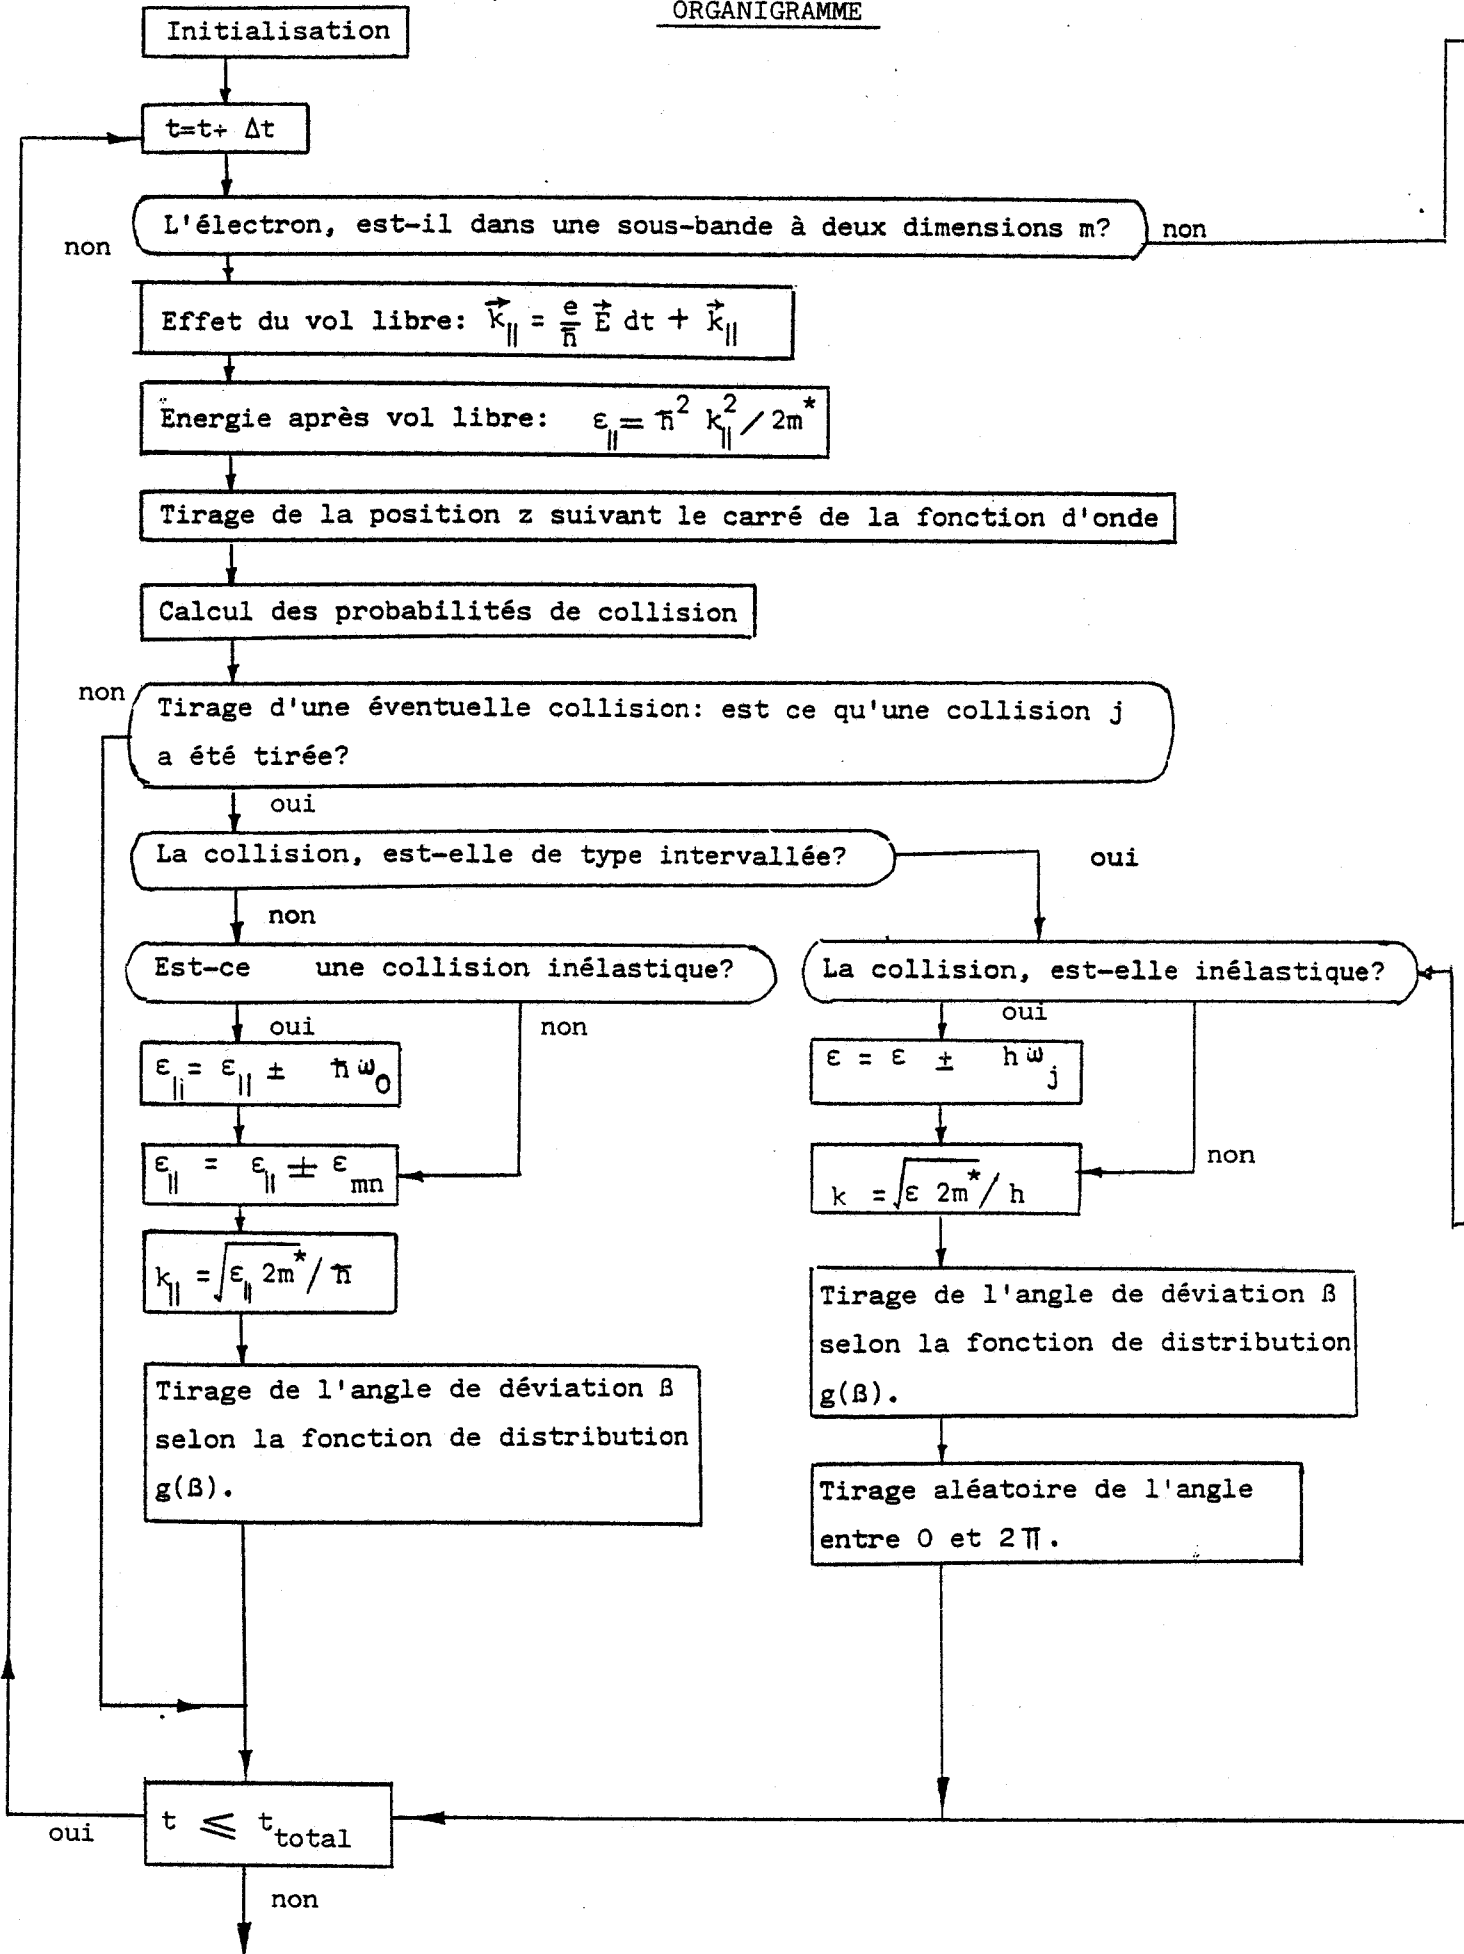 ORGANIGRAMME
Initialisation
t=t+ Δt
L'électron, est-il dans une sous-bande à deux dimensions m?
non
non
Effet du vol libre: k⃗|| = e/ħ E⃗ dt + k⃗||
Energie après vol libre: ε|| = ħ² k||² / 2m*
Tirage de la position z suivant le carré de la fonction d'onde
Calcul des probabilités de collision
non
Tirage d'une éventuelle collision: est ce qu'une collision j
a été tirée?
oui
La collision, est-elle de type intervallée?
oui
non
Est-ce une collision inélastique?
oui
non
ε|| = ε|| ± ħω0
ε|| = ε|| ± εmn
k|| = √ε|| 2m* / ħ
Tirage de l'angle de déviation β
selon la fonction de distribution
g(β).
La collision, est-elle inélastique?
oui
ε = ε ± hωj
non
k = √ε 2m* / h
Tirage de l'angle de déviation β
selon la fonction de distribution
g(β).
Tirage aléatoire de l'angle
entre 0 et 2π.
t ≤ ttotal
oui
non